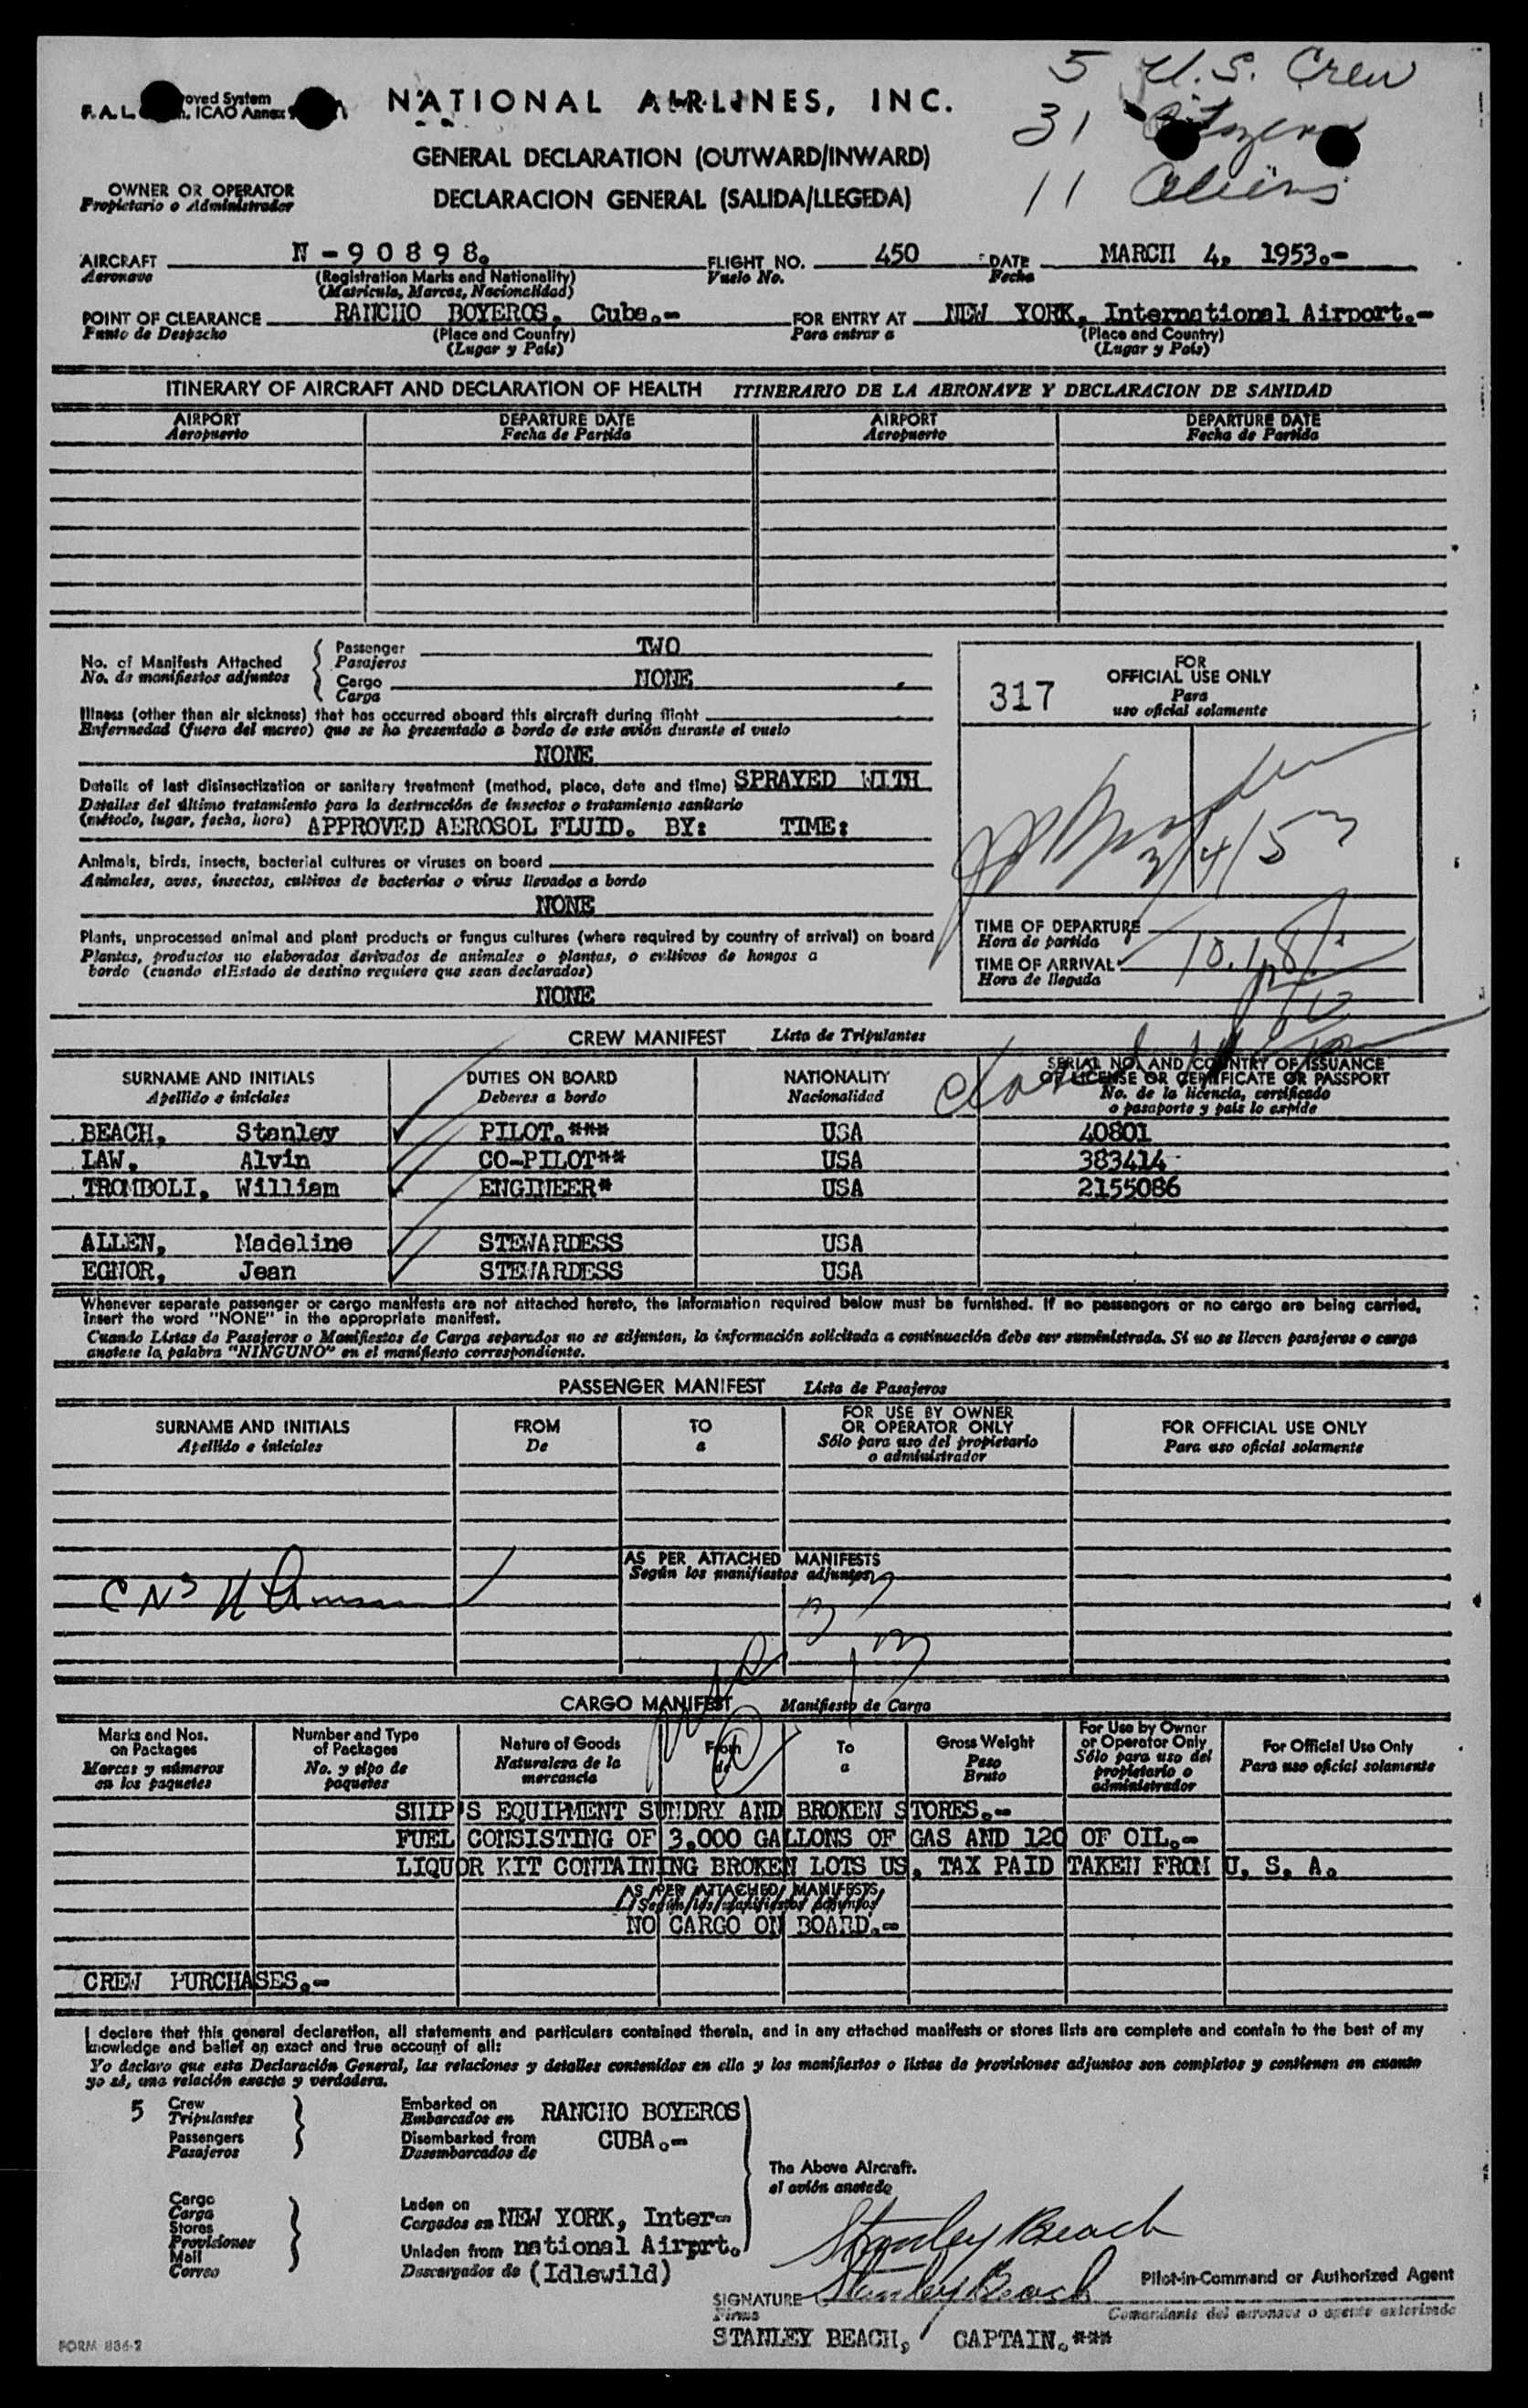 5 U.S. Crew
31 Citizens
11 Aliens
NATIONAL AIRLINES, INC.
F.A.L. oved System
ICAO Annex
GENERAL DECLARATION (OUTWARD/INWARD)
DECLARACION GENERAL (SALIDA/LLEGEDA)
OWNER OR OPERATOR
Propietario o Administrador
AIRCRAFT N-90898. FLIGHT NO. 450 DATE MARCH 4, 1953.-
Aeronave (Registration Marks and Nationality) Vuelo No. Fecha
(Matricula, Marcas, Nacionalidad)
POINT OF CLEARANCE RANCHO BOYEROS, Cuba.- FOR ENTRY AT NEW YORK, International Airport.-
Punto de Despacho (Place and Country) Para entrar a (Place and Country)
(Lugar y País) (Lugar y País)
ITINERARY OF AIRCRAFT AND DECLARATION OF HEALTH ITINERARIO DE LA ABRONAVE Y DECLARACION DE SANIDAD
AIRPORT DEPARTURE DATE AIRPORT DEPARTURE DATE
Aeropuerto Fecha de Partida Aeropuerto Fecha de Partida
No. of Manifests Attached
No. de manifiestos adjuntos
Passenger TWO
Pasajeros
Cargo NONE
Carga
Illness (other than air sickness) that has occurred aboard this aircraft during flight
Enfermedad (fuera del mareo) que se ha presentado a bordo de este avión durante el vuelo
NONE
Details of last disinsectization or sanitary treatment (method, place, date and time) SPRAYED WITH
Detalles del último tratamiento para la destrucción de insectos o tratamiento sanitario
(método, lugar, fecha, hora) APPROVED AEROSOL FLUID. BY: TIME:
Animals, birds, insects, bacterial cultures or viruses on board
Animales, aves, insectos, cultivos de bacterias o virus llevados a bordo
NONE
Plants, unprocessed animal and plant products or fungus cultures (where required by country of arrival) on board
Plantas, productos no elaborados derivados de animales o plantas, o cultivos de hongos a
bordo (cuando elEstado de destino requiere que sean declarados)
NONE
317
FOR
OFFICIAL USE ONLY
Para
uso oficial solamente
3/4/53
TIME OF DEPARTURE
Hora de partida
TIME OF ARRIVAL
Hora de llegada
CREW MANIFEST Lista de Tripulantes
SURNAME AND INITIALS DUTIES ON BOARD NATIONALITY SERIAL NO. AND COUNTRY OF ISSUANCE
OF LICENSE OR CERTIFICATE OR PASSPORT
Apellido e iniciales Deberes a bordo Nacionalidad No. de la licencia, certificado
o pasaporte y país lo expide
BEACH, Stanley PILOT.*** USA 40801
LAW, Alvin CO-PILOT** USA 383414
TROMBOLI, William ENGINEER* USA 2155086
ALLEN, Madeline STEWARDESS USA
EGNOR, Jean STEWARDESS USA
Whenever separate passenger or cargo manifests are not attached hereto, the information required below must be furnished. If no passengers or no cargo are being carried,
insert the word "NONE" in the appropriate manifest.
Cuando Listas de Pasajeros o Manifiestos de Carga separados no se adjuntan, la información solicitada a continuación debe ser suministrada. Si no se lleven pasajeros o carga
anotese la palabra "NINGUNO" en el manifiesto correspondiente.
PASSENGER MANIFEST Lista de Pasajeros
SURNAME AND INITIALS FROM TO FOR USE BY OWNER
OR OPERATOR ONLY FOR OFFICIAL USE ONLY
Apellido e iniciales De a Sólo para uso del propietario
o administrador Para uso oficial solamente
AS PER ATTACHED MANIFESTS
Según los manifiestos adjuntos
CARGO MANIFEST Manifiesto de Carga
Marks and Nos.
on Packages
Marcas y números
en los paquetes
Number and Type
of Packages
No. y tipo de
paquetes
Nature of Goods
Naturaleza de la
mercancia
From
de
To
a
Gross Weight
Peso
Bruto
For Use by Owner
or Operator Only
Sólo para uso del
propietario o
administrador
For Official Use Only
Para uso oficial solamente
SHIP'S EQUIPMENT SUNDRY AND BROKEN STORES.-
FUEL CONSISTING OF 3,000 GALLONS OF GAS AND 120 OF OIL.-
LIQUOR KIT CONTAINING BROKEN LOTS US, TAX PAID TAKEN FROM U. S. A.
AS PER ATTACHED MANIFESTS
Según los manifiestos adjuntos
NO CARGO ON BOARD.-
CREW PURCHASES.-
I declare that this general declaration, all statements and particulars contained therein, and in any attached manifests or stores lists are complete and contain to the best of my
knowledge and belief an exact and true account of all:
Yo declaro que esta Declaración General, las relaciones y detalles contenidos en ella y los manifiestos o listas de provisiones adjuntos son completos y contienen en cuanto
yo sé, una relación exacta y verdadera.
5 Crew
Tripulantes
Passengers
Pasajeros
Embarked on RANCHO BOYEROS
Embarcados en
Disembarked from CUBA.-
Desembarcados de
The Above Aircraft.
el avión anotado
Cargo
Carga
Stores
Provisiones
Mail
Correo
Laden on
Cargados en NEW YORK, Inter-
Unladen from national Airprt.
Descargados de (Idlewild)
Stanley Beach
SIGNATURE Stanley Beach Pilot-in-Command or Authorized Agent
Firma Comandante del aeronave o agente autorizado
STANLEY BEACH, CAPTAIN.***
FORM 836-2